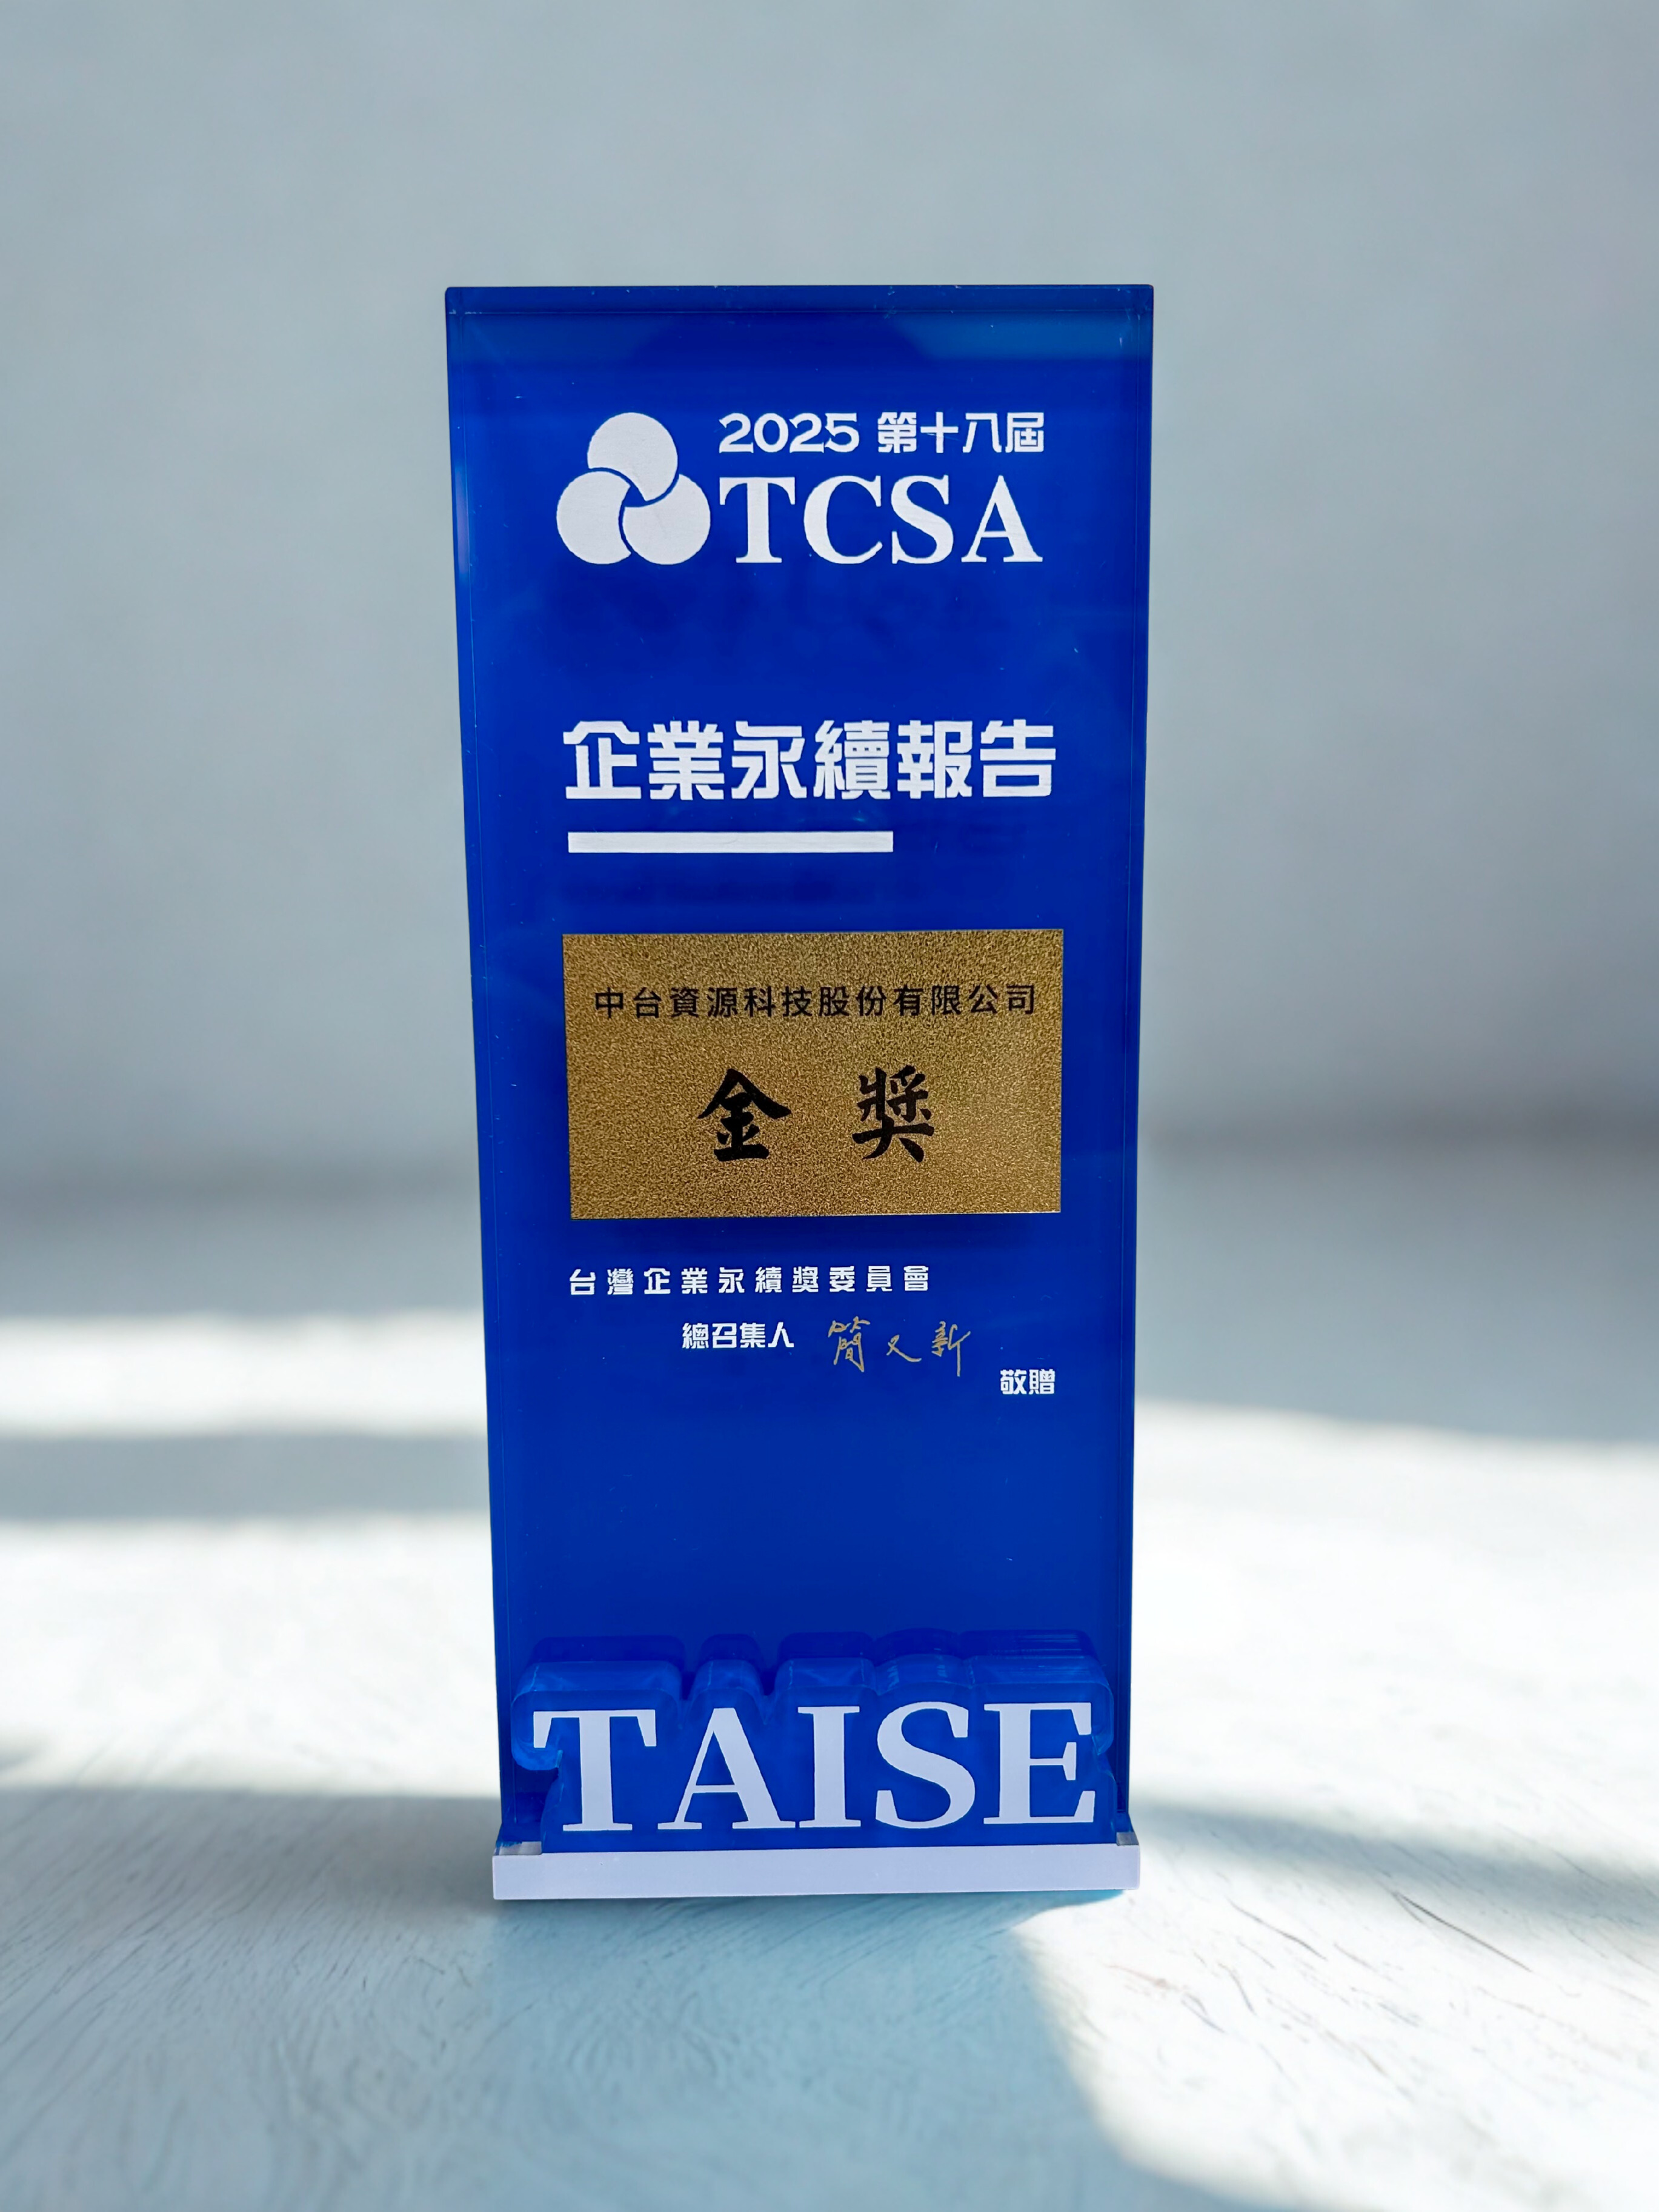 2025 第十八屆
TCSA
企業永續報告
中台資源科技股份有限公司
金 獎
台灣企業永續獎委員會
總召集人 簡又新
敬贈
TAISE